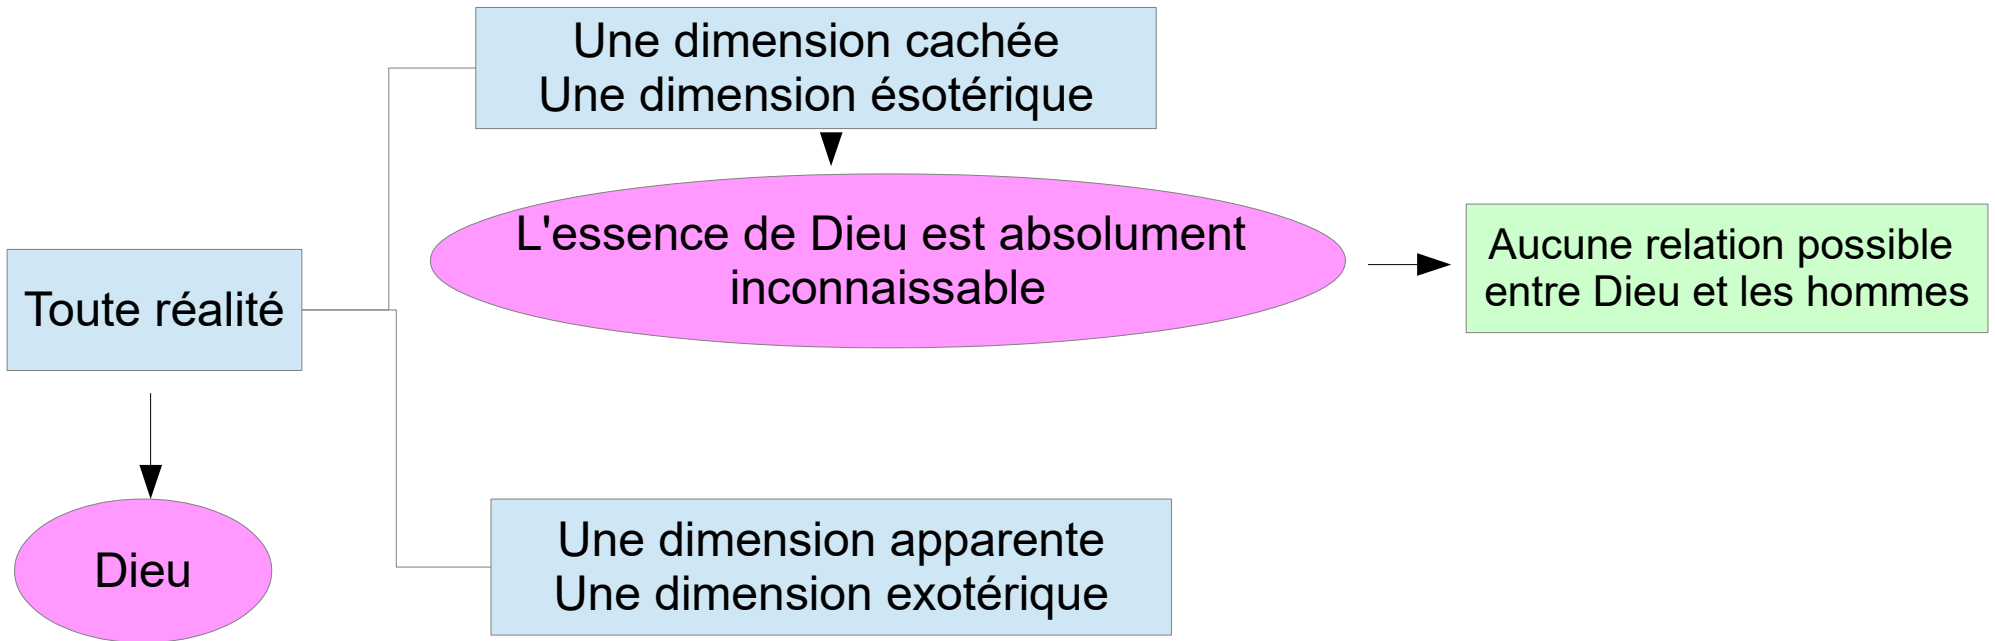 Une dimension cachée
Une dimension ésotérique
L'essence de Dieu est absolument
inconnaissable
Aucune relation possible
entre Dieu et les hommes
Toute réalité
Dieu
Une dimension apparente
Une dimension exotérique